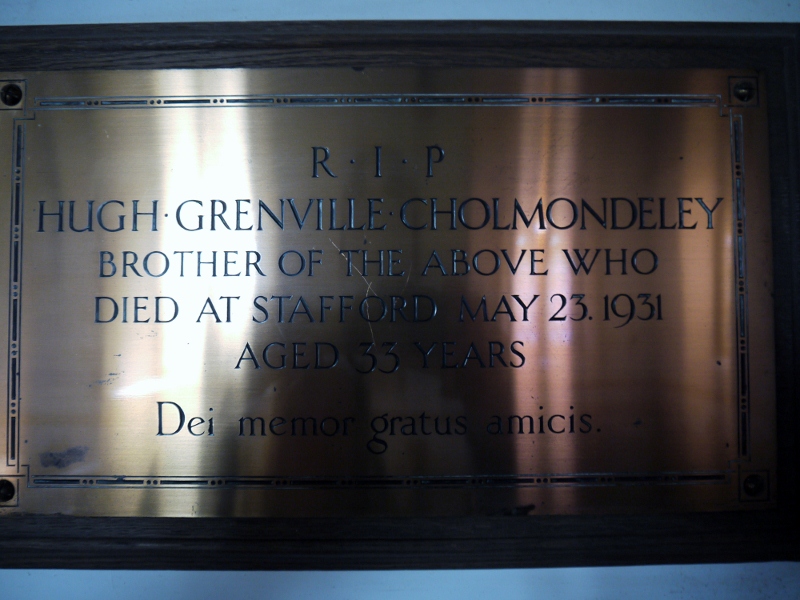 R · I · P
HUGH · GRENVILLE · CHOLMONDELEY
BROTHER OF THE ABOVE WHO
DIED AT STAFFORD MAY 23. 1931
AGED 33 YEARS
Dei memor gratus amicis.